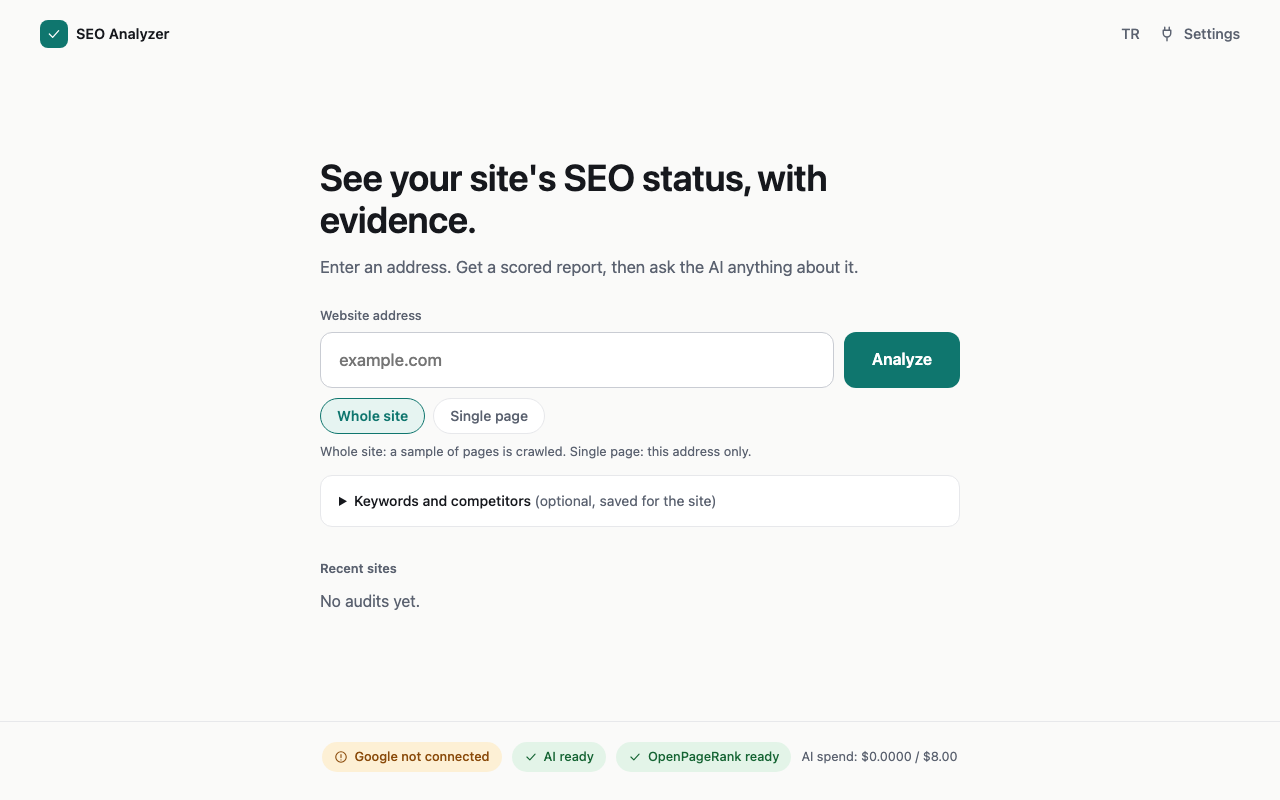 SEO Analyzer
TR
Settings
See your site's SEO status, with
evidence.
Enter an address. Get a scored report, then ask the AI anything about it.
Website address
example.com
Analyze
Whole site
Single page
Whole site: a sample of pages is crawled. Single page: this address only.
Keywords and competitors (optional, saved for the site)
Recent sites
No audits yet.
Google not connected
AI ready
OpenPageRank ready
AI spend: $0.0000 / $8.00